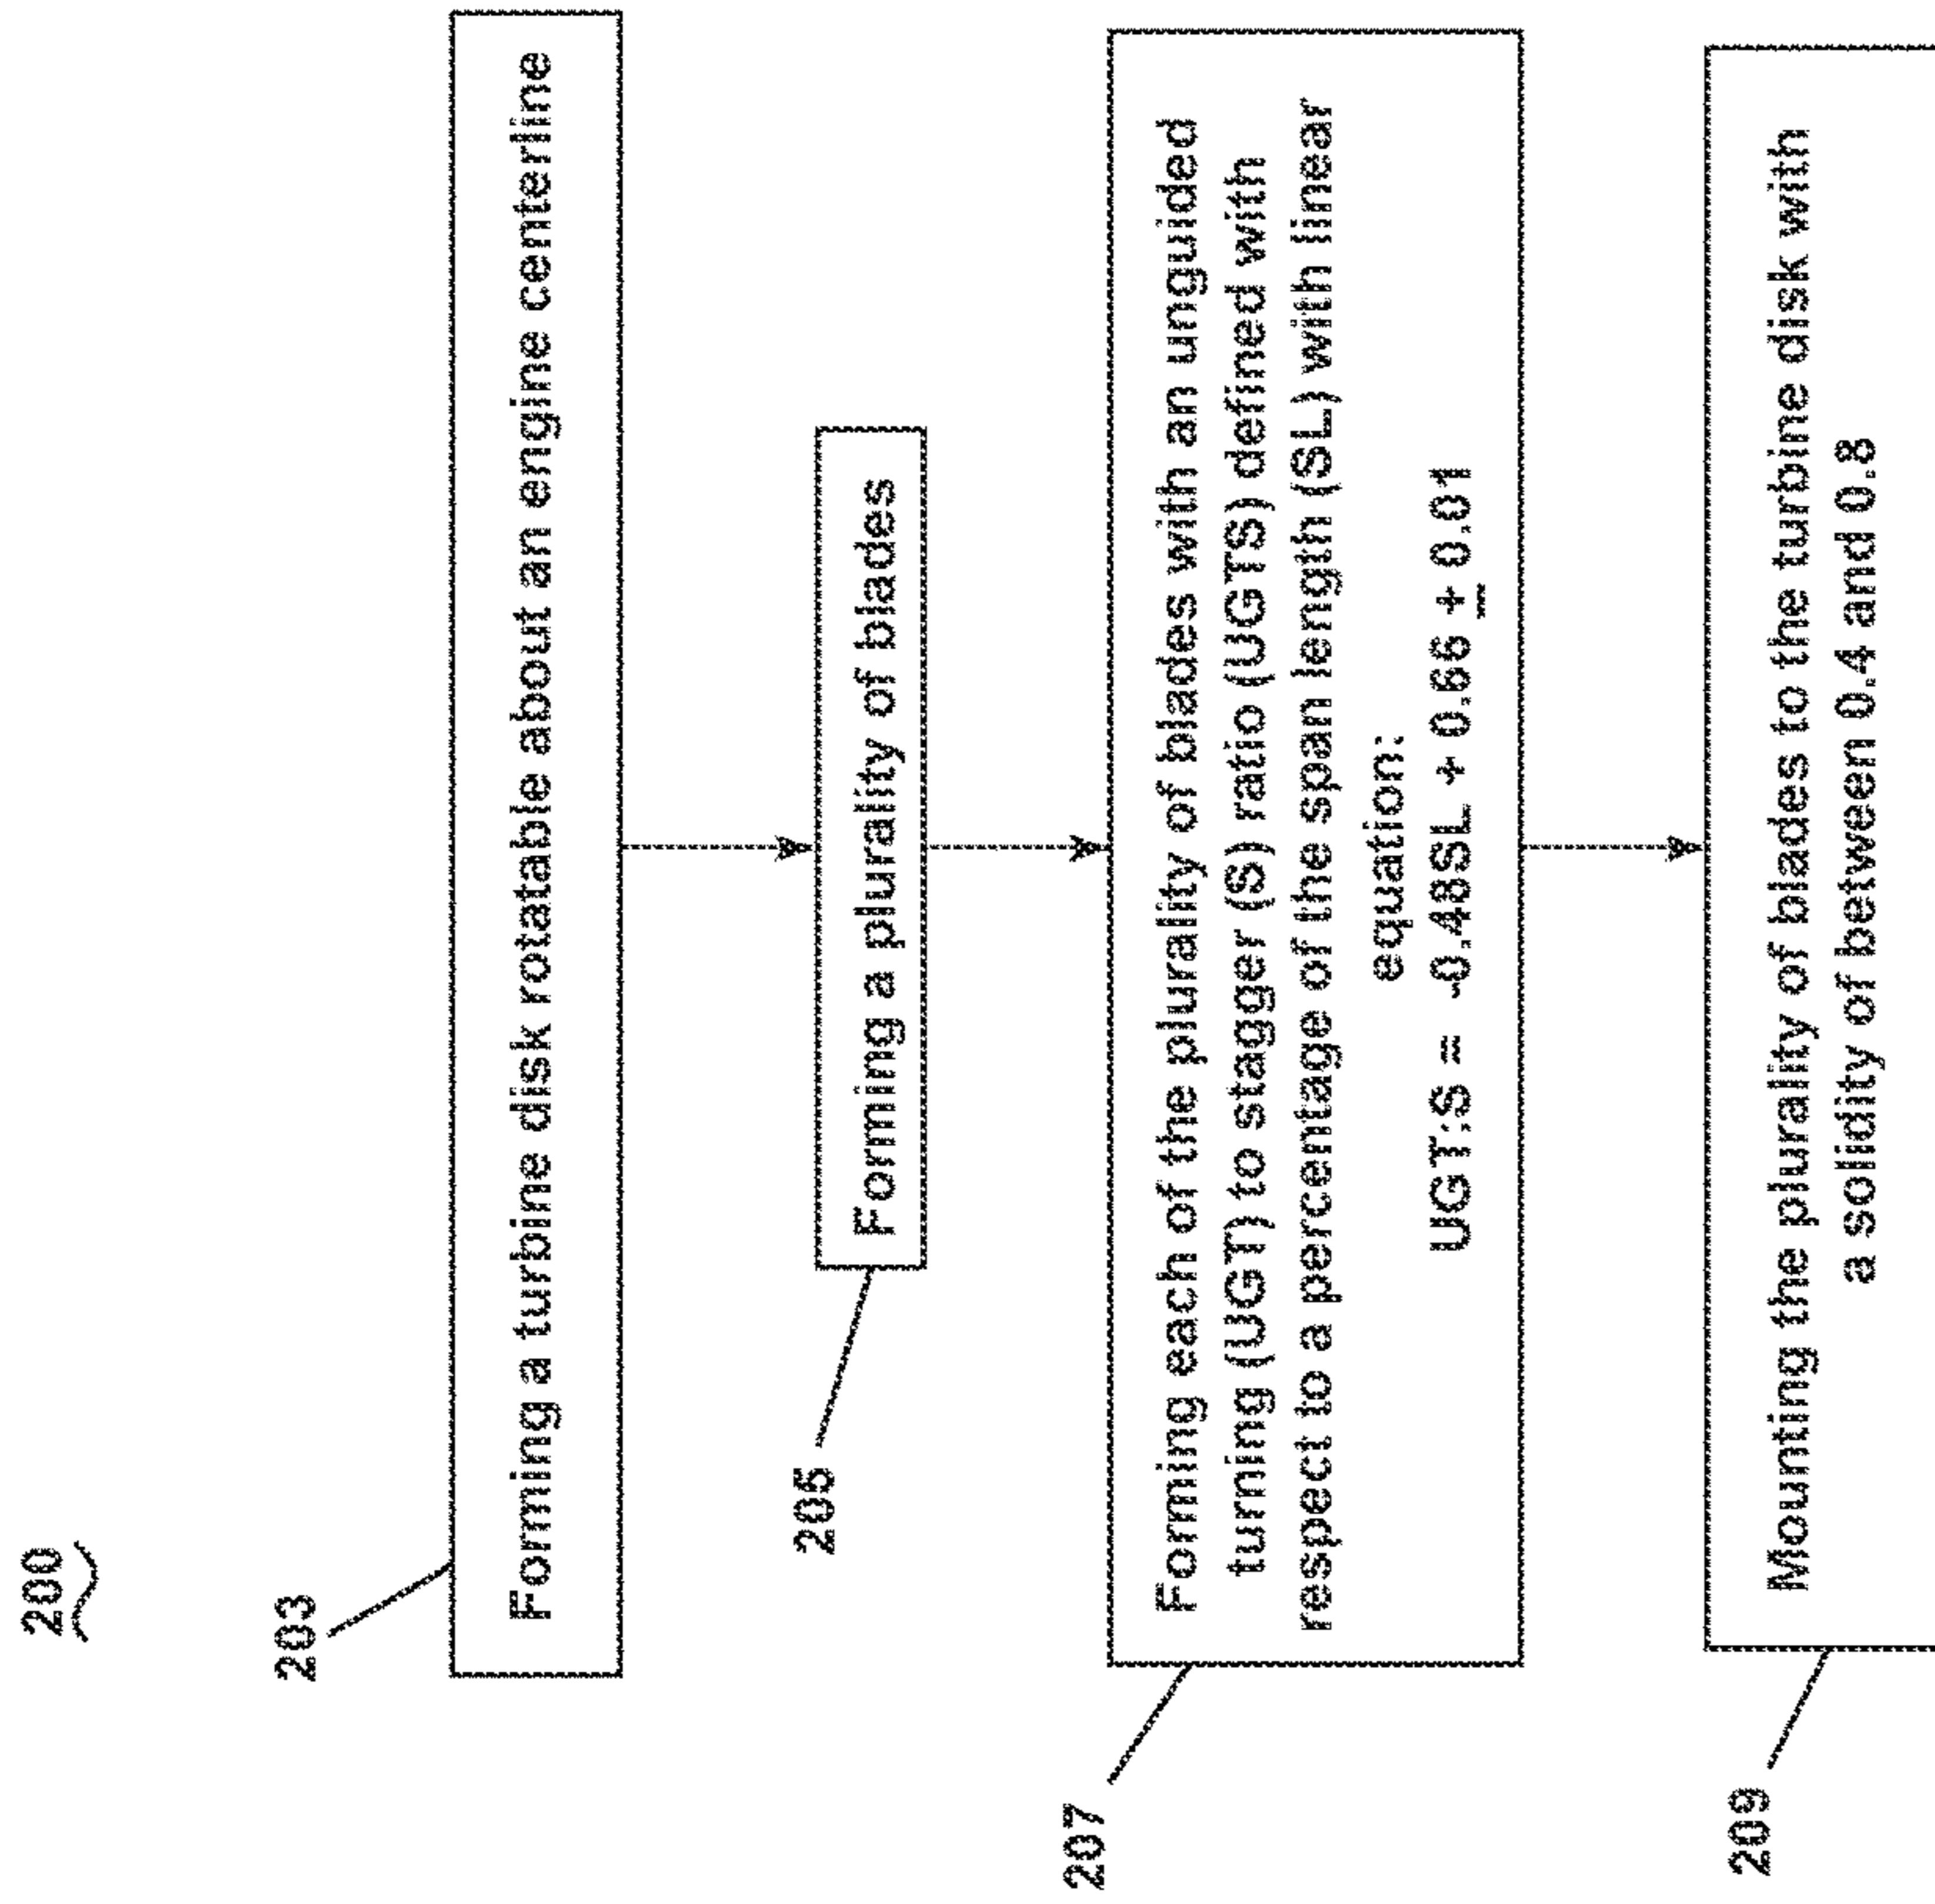 200
203
Forming a turbine disk rotatable about an engine centerline
205
Forming a plurality of blades
207
Forming each of the plurality of blades with an unguided
turning (UGT) to stagger (S) ratio (UGTS) defined with
respect to a percentage of the span length (SL) with linear
equation:
UGT:S = -0.48SL + 0.66 ± 0.01
209
Mounting the plurality of blades to the turbine disk with
a solidity of between 0.4 and 0.8